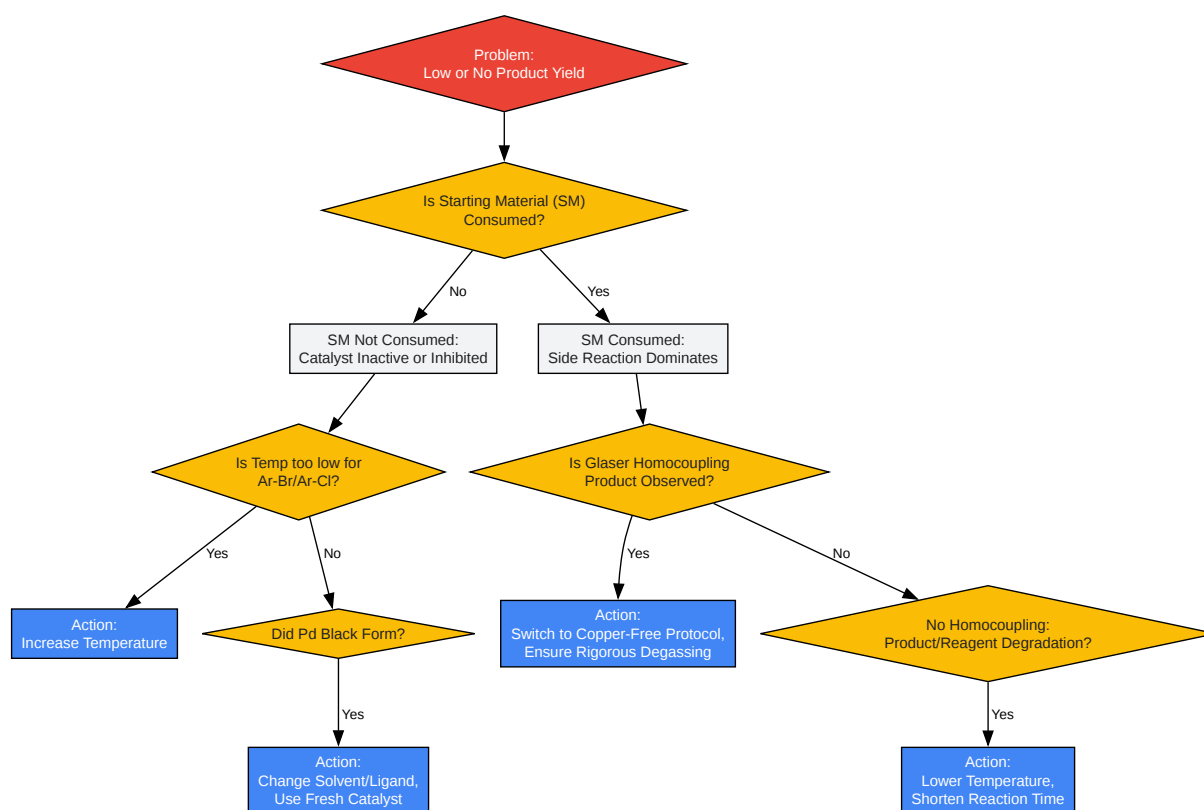 Problem:
Low or No Product Yield
Is Starting Material (SM)
Consumed?
No
Yes
SM Not Consumed:
Catalyst Inactive or Inhibited
SM Consumed:
Side Reaction Dominates
Is Temp too low for
Ar-Br/Ar-Cl?
Is Glaser Homocoupling
Product Observed?
Yes
No
Yes
No
Action:
Increase Temperature
Did Pd Black Form?
Action:
Switch to Copper-Free Protocol,
Ensure Rigorous Degassing
No Homocoupling:
Product/Reagent Degradation?
Yes
Yes
Action:
Change Solvent/Ligand,
Use Fresh Catalyst
Action:
Lower Temperature,
Shorten Reaction Time